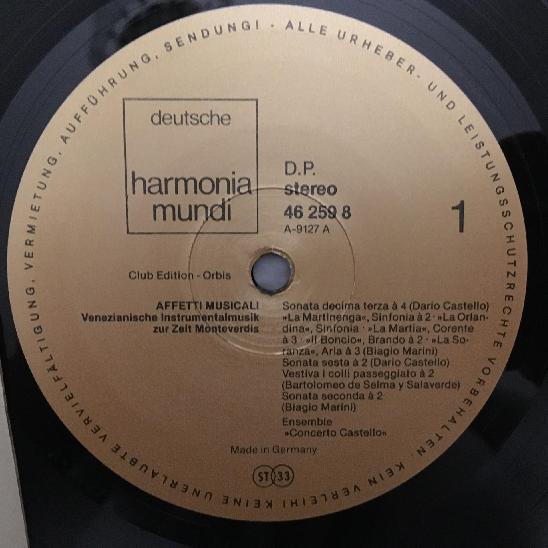 VERVIELFÄLTIGUNG, VERMIETUNG, AUFFÜHRUNG, SENDUNG! · ALLE URHEBER- UND LEISTUNGSSCHUTZRECHTE VORBEHALTEN · KEIN VERLEIH! KEINE UNERLAUBTE
deutsche
harmonia
mundi
D.P.
stereo
46 259 8
A-9127 A
1
Club Edition - Orbis
AFFETTI MUSICALI
Venezianische Instrumentalmusik
zur Zeit Monteverdis
Sonata decima terza à 4 (Dario Castello)
»La Martinenga«, Sinfonia à 2 · »La Orlan-
dina«, Sinfonia · »La Martia«, Corente
à 3 · »Il Boncio«, Brando à 2 · »La So-
ranza«, Aria à 3 (Biagio Marini)
Sonata sesta à 2 (Dario Castello)
Vestiva i colli passeggiato à 2
(Bartolomeo de Selma y Salaverde)
Sonata seconda à 2
(Biagio Marini)
Ensemble
»Concerto Castello«
Made in Germany
ST 33